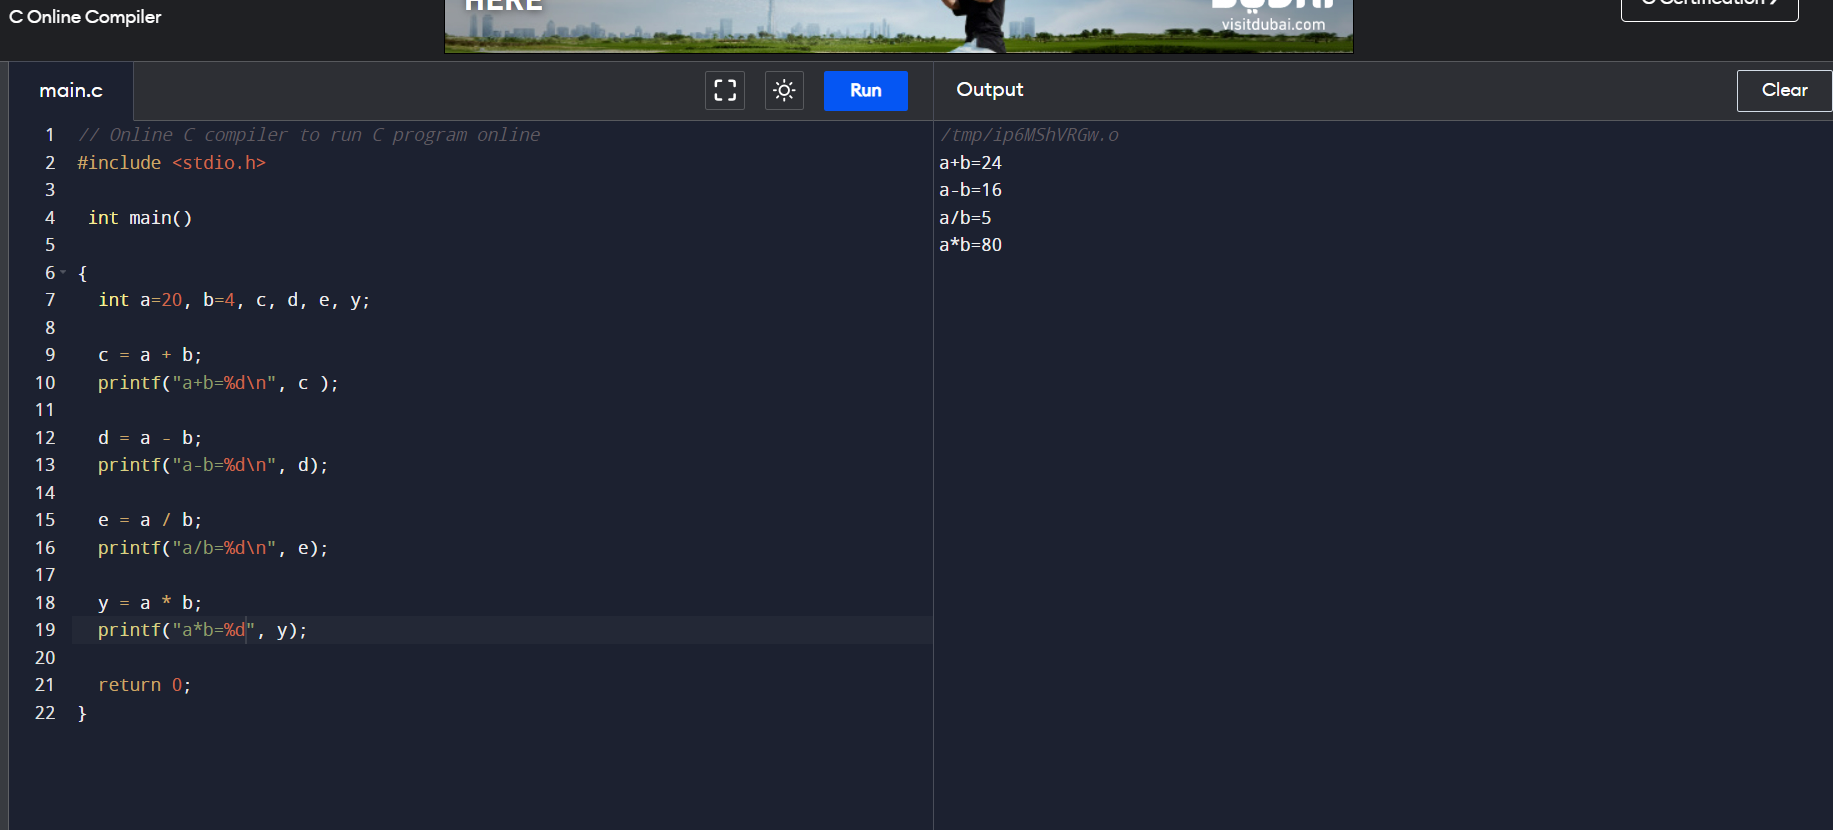 C Online Compiler
HERE
visitdubai.com
main.c
Run
Output
Clear
1 // Online C compiler to run C program online
2 #include <stdio.h>
3
4 int main()
5
6 {
7 int a=20, b=4, c, d, e, y;
8
9 c = a + b;
10 printf("a+b=%d\n", c );
11
12 d = a - b;
13 printf("a-b=%d\n", d);
14
15 e = a / b;
16 printf("a/b=%d\n", e);
17
18 y = a * b;
19 printf("a*b=%d", y);
20
21 return 0;
22 }
/tmp/ip6MShVRGw.o
a+b=24
a-b=16
a/b=5
a*b=80